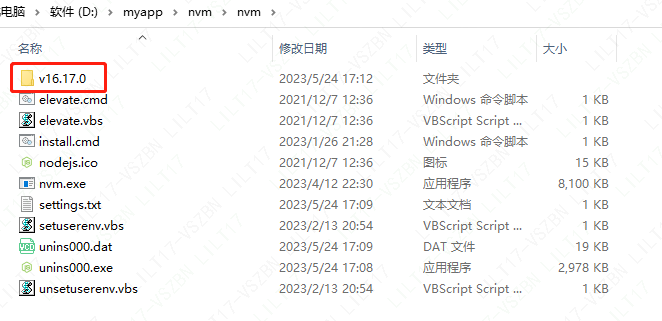 电脑 › 软件 (D:) › myapp › nvm › nvm ›
名称 修改日期 类型 大小
v16.17.0 2023/5/24 17:12 文件夹
elevate.cmd 2021/12/7 12:36 Windows 命令脚本 1 KB
elevate.vbs 2021/12/7 12:36 VBScript Script ... 1 KB
install.cmd 2023/1/26 21:28 Windows 命令脚本 1 KB
nodejs.ico 2021/12/7 12:36 图标 15 KB
nvm.exe 2023/4/12 22:30 应用程序 8,100 KB
settings.txt 2023/5/24 17:09 文本文档 1 KB
setuserenv.vbs 2023/2/13 20:54 VBScript Script ... 1 KB
unins000.dat 2023/5/24 17:09 DAT 文件 19 KB
unins000.exe 2023/5/24 17:08 应用程序 2,978 KB
unsetuserenv.vbs 2023/2/13 20:54 VBScript Script ... 1 KB